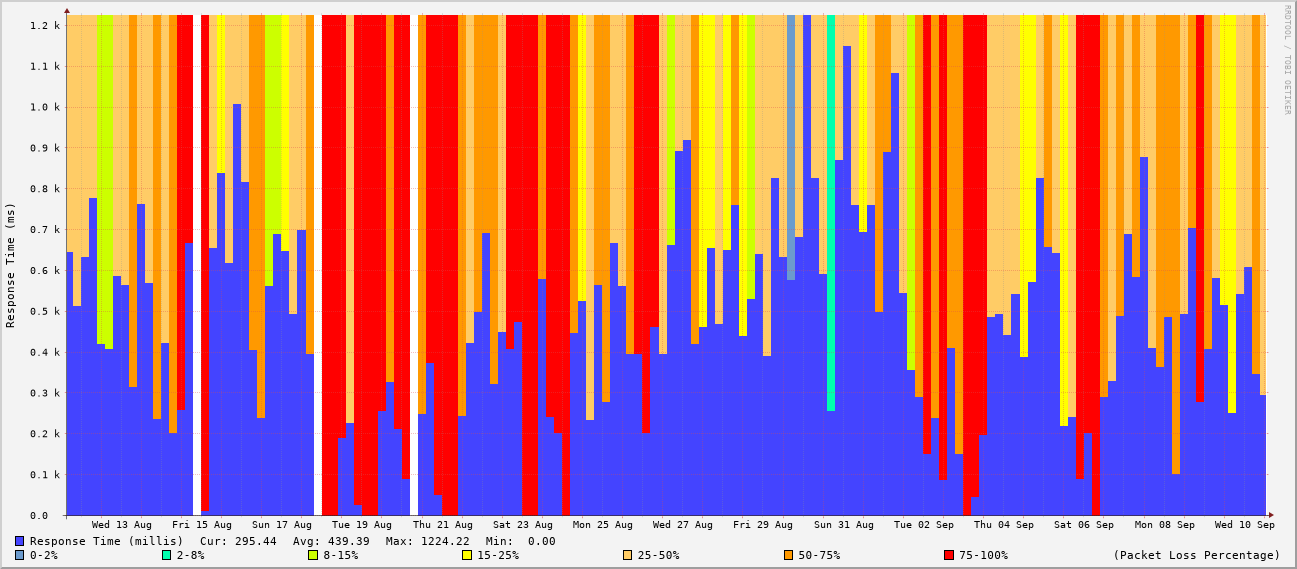 RRDTOOL / TOBI OETIKER
Response Time (ms)
1.2 k
1.1 k
1.0 k
0.9 k
0.8 k
0.7 k
0.6 k
0.5 k
0.4 k
0.3 k
0.2 k
0.1 k
0.0
Wed 13 Aug Fri 15 Aug Sun 17 Aug Tue 19 Aug Thu 21 Aug Sat 23 Aug Mon 25 Aug Wed 27 Aug Fri 29 Aug Sun 31 Aug Tue 02 Sep Thu 04 Sep Sat 06 Sep Mon 08 Sep Wed 10 Sep
Response Time (millis) Cur: 295.44 Avg: 439.39 Max: 1224.22 Min: 0.00
0-2% 2-8% 8-15% 15-25% 25-50% 50-75% 75-100% (Packet Loss Percentage)